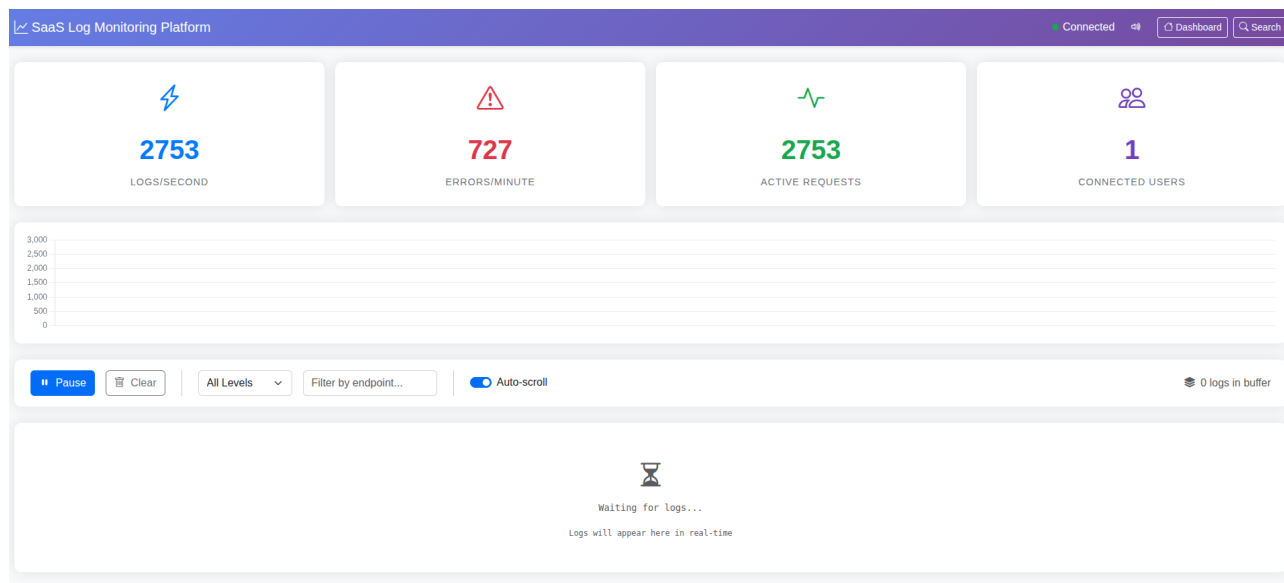 SaaS Log Monitoring Platform
Connected
Dashboard
Search
2753
LOGS/SECOND
727
ERRORS/MINUTE
2753
ACTIVE REQUESTS
1
CONNECTED USERS
3,000
2,500
2,000
1,500
1,000
500
0
Pause
Clear
All Levels
Filter by endpoint...
Auto-scroll
0 logs in buffer
Waiting for logs...
Logs will appear here in real-time